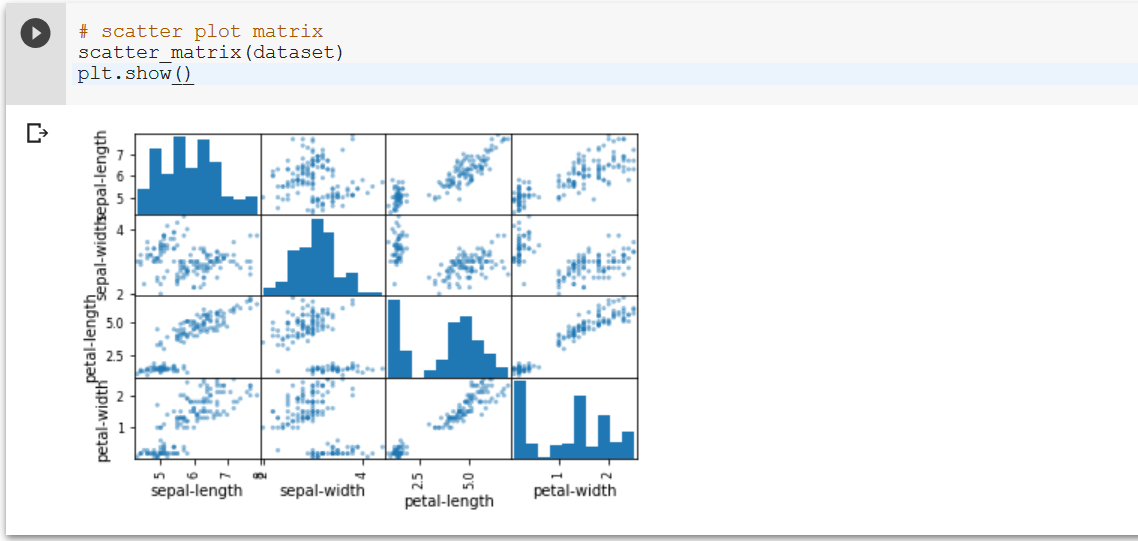 # scatter plot matrix
scatter_matrix(dataset)
plt.show()
sepal-length
7
6
5
sepal-width
4
2
petal-length
5.0
2.5
petal-width
2
1
5
6
7
8
2
4
2.5
5.0
1
2
sepal-length
sepal-width
petal-length
petal-width